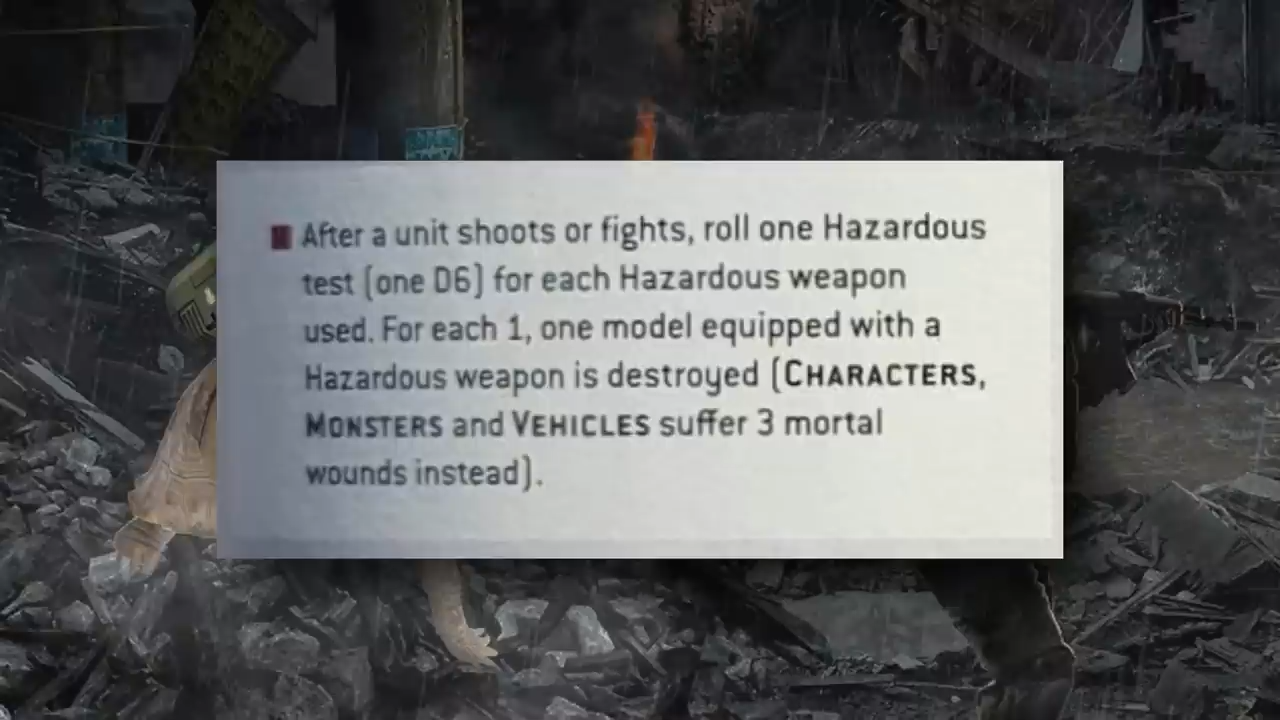 After a unit shoots or fights, roll one Hazardous
test (one D6) for each Hazardous weapon
used. For each 1, one model equipped with a
Hazardous weapon is destroyed (CHARACTERS,
MONSTERS and VEHICLES suffer 3 mortal
wounds instead).